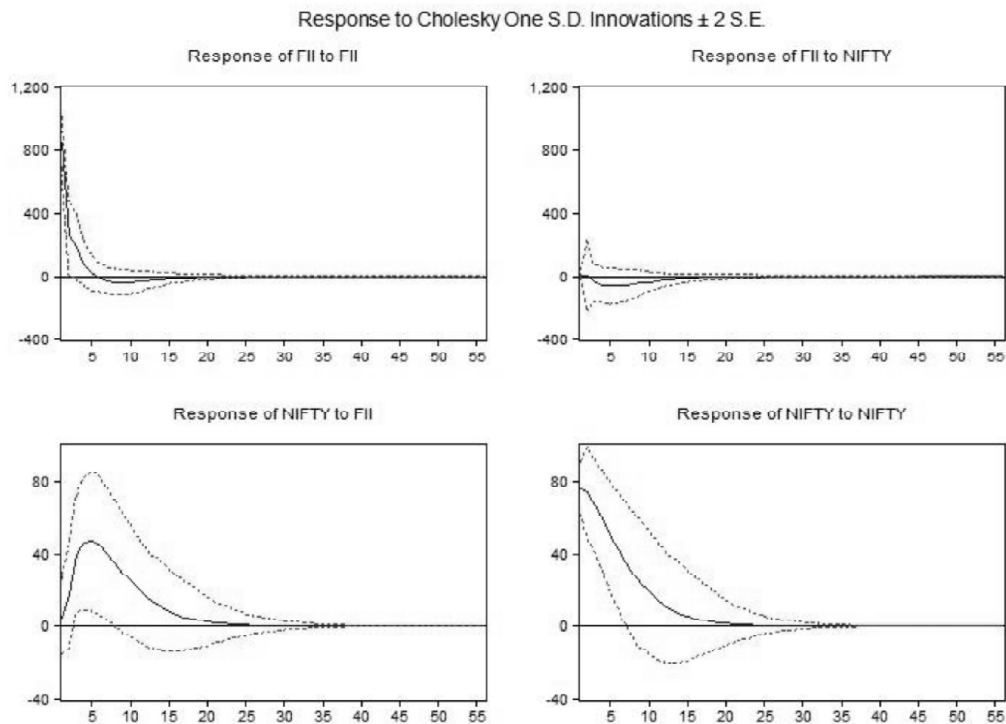 Response to Cholesky One S.D. Innovations ± 2 S.E.
Response of FII to FII
Response of FII to NIFTY
1,200
800
400
0
-400
5 10 15 20 25 30 35 40 45 50 55
1,200
800
400
0
-400
5 10 15 20 25 30 35 40 45 50 55
Response of NIFTY to FII
Response of NIFTY to NIFTY
80
40
0
-40
5 10 15 20 25 30 35 40 45 50 55
80
40
0
-40
5 10 15 20 25 30 35 40 45 50 55